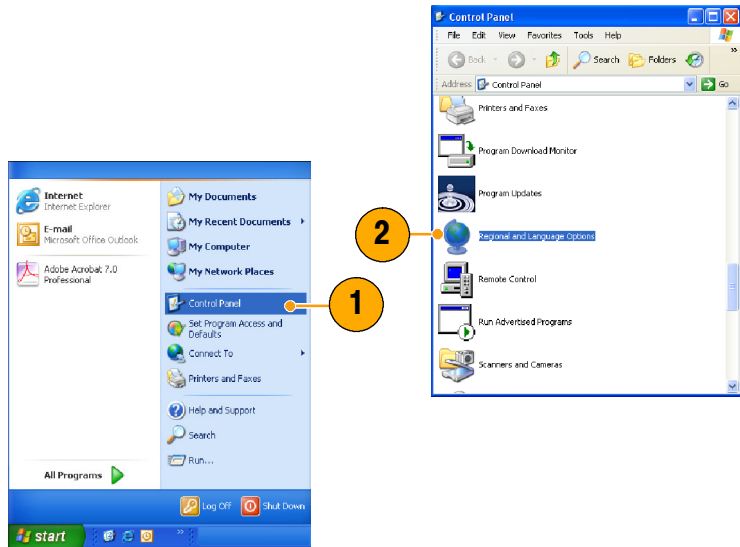 Internet
Internet Explorer
E-mail
Microsoft Office Outlook
Adobe Acrobat 7.0
Professional
All Programs
My Documents
My Recent Documents
My Computer
My Network Places
Control Panel
Set Program Access and
Defaults
Connect To
Printers and Faxes
Help and Support
Search
Run...
Log Off
Shut Down
start
1
Control Panel
File Edit View Favorites Tools Help
Back Search Folders
Address Control Panel Go
Printers and Faxes
Program Download Monitor
Program Updates
Regional and Language Options
Remote Control
Run Advertised Programs
Scanners and Cameras
2